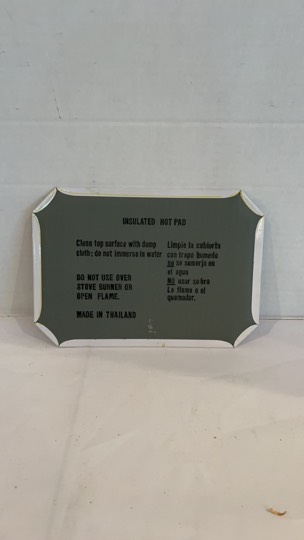 INSULATED HOT PAD
Clean top surface with damp
cloth; do not immerse in water
DO NOT USE OVER
STOVE BURNER OR
OPEN FLAME.
MADE IN THAILAND
Limpie la cubierta
con trapo humedo
no se sumerja en
el agua
No usar sobre
La flama o el
quemador.